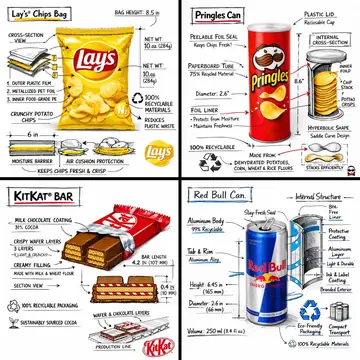 Lay's® Chips Bag
BAG HEIGHT: 8.5 in
CROSS-SECTION
VIEW
Lay's
NET WT
10 oz (284g)
10 oz
(284g)
1. OUTER PLASTIC FILM
2. METALLIZED PET FOIL
3. INNER FOOD-GRADE PE
CRUNCHY POTATO
CHIPS
100% RECYCLABLE
MATERIALS
REDUCES
PLASTIC WASTE
6 in
MOISTURE BARRIER
AIR CUSHION PROTECTION
KEEPS CHIPS FRESH & CRISP
Lay's
Pringles Can
PLASTIC LID
Reclosable Cap
PEELABLE FOIL SEAL
Keeps Chips Fresh!
INTERNAL
CROSS-SECTION
PAPERBOARD TUBE
75% Recycled Material
Pringles
8.6"
INNER
FOIL
CHIP
STACK
POTATO
CRISPS
Diameter: 2.6"
FOIL LINER
• Protects from Moisture
• Maintains Freshness
HYPERBOLIC SHAPE
Saddle Curve Design
100% RECYCLABLE
MADE FROM
DEHYDRATED POTATOES,
CORN, WHEAT & RICE FLOURS
STICKS EFFICIENTLY
KITKAT® BAR
MILK CHOCOLATE COATING
31% COCOA
CRISPY WAFER LAYERS
3 LAYERS
LIGHT & CRUNCHY
CREAMY FILLING
MADE WITH MILK & WHEAT FLOUR
SECTION VIEW
BAR LENGTH
4.2 in (107 mm)
0.4 in
100% RECYCLABLE PACKAGING
SUSTAINABLY SOURCED COCOA
WAFER & CHOCOLATE LAYERS
PRODUCTION LINE
KitKat
Red Bull Can
Internal Structure
Stay-Fresh Seal
Aluminum Body
99% Recyclable
BPA
Free
Liner
Protective
Coating
Tab & Rim
Aluminum Alloy
Aluminum
Layer
Light & Durable
Red Bull
Height: 6.45 in
(165 mm)
Ink & Label
Coating
Branded Exterior
Diameter: 2.6 in
(66 mm)
Eco-Friendly
Packaging
Compact
Transport
Volume: 250 ml (8.4 fl oz)
100% Recyclable Materials